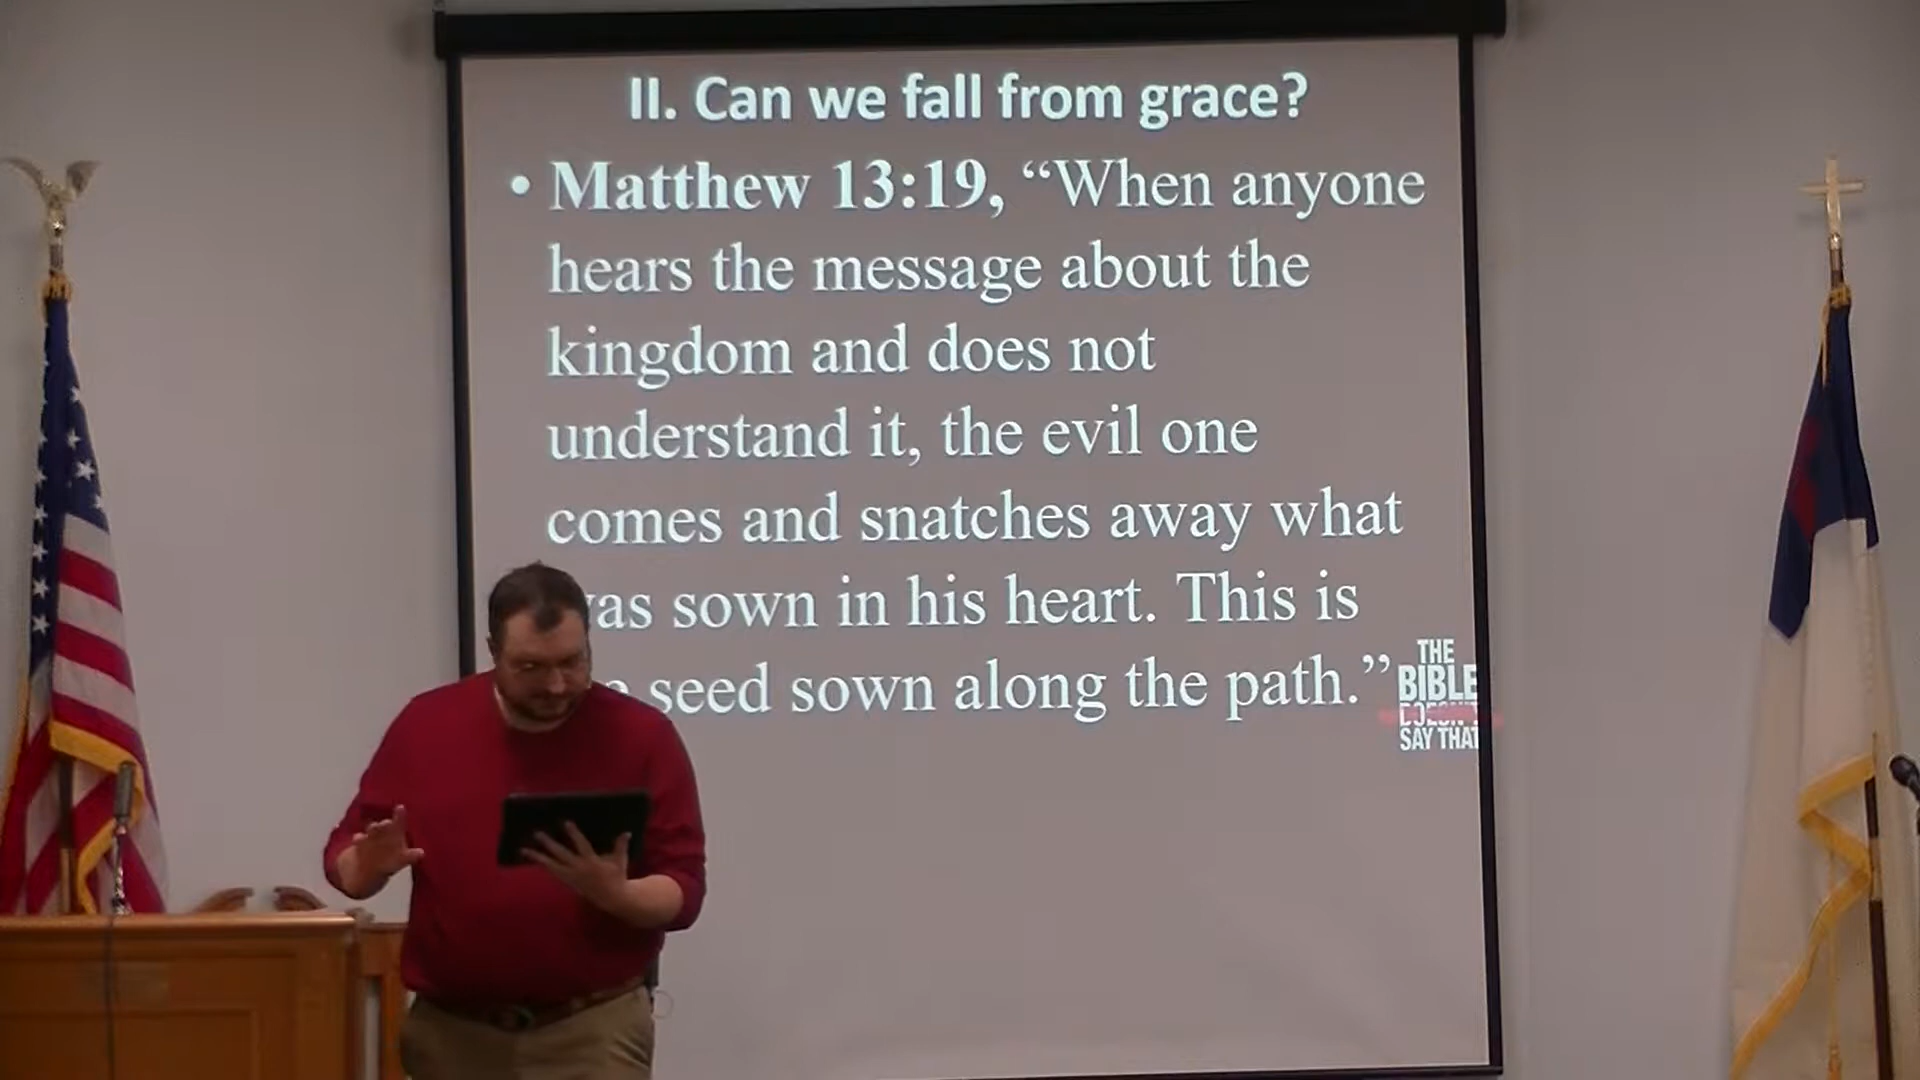 II. Can we fall from grace?
• Matthew 13:19, “When anyone
hears the message about the
kingdom and does not
understand it, the evil one
comes and snatches away what
as sown in his heart. This is
seed sown along the path.”
THE
BIBLE
DOESN'T
SAY THAT